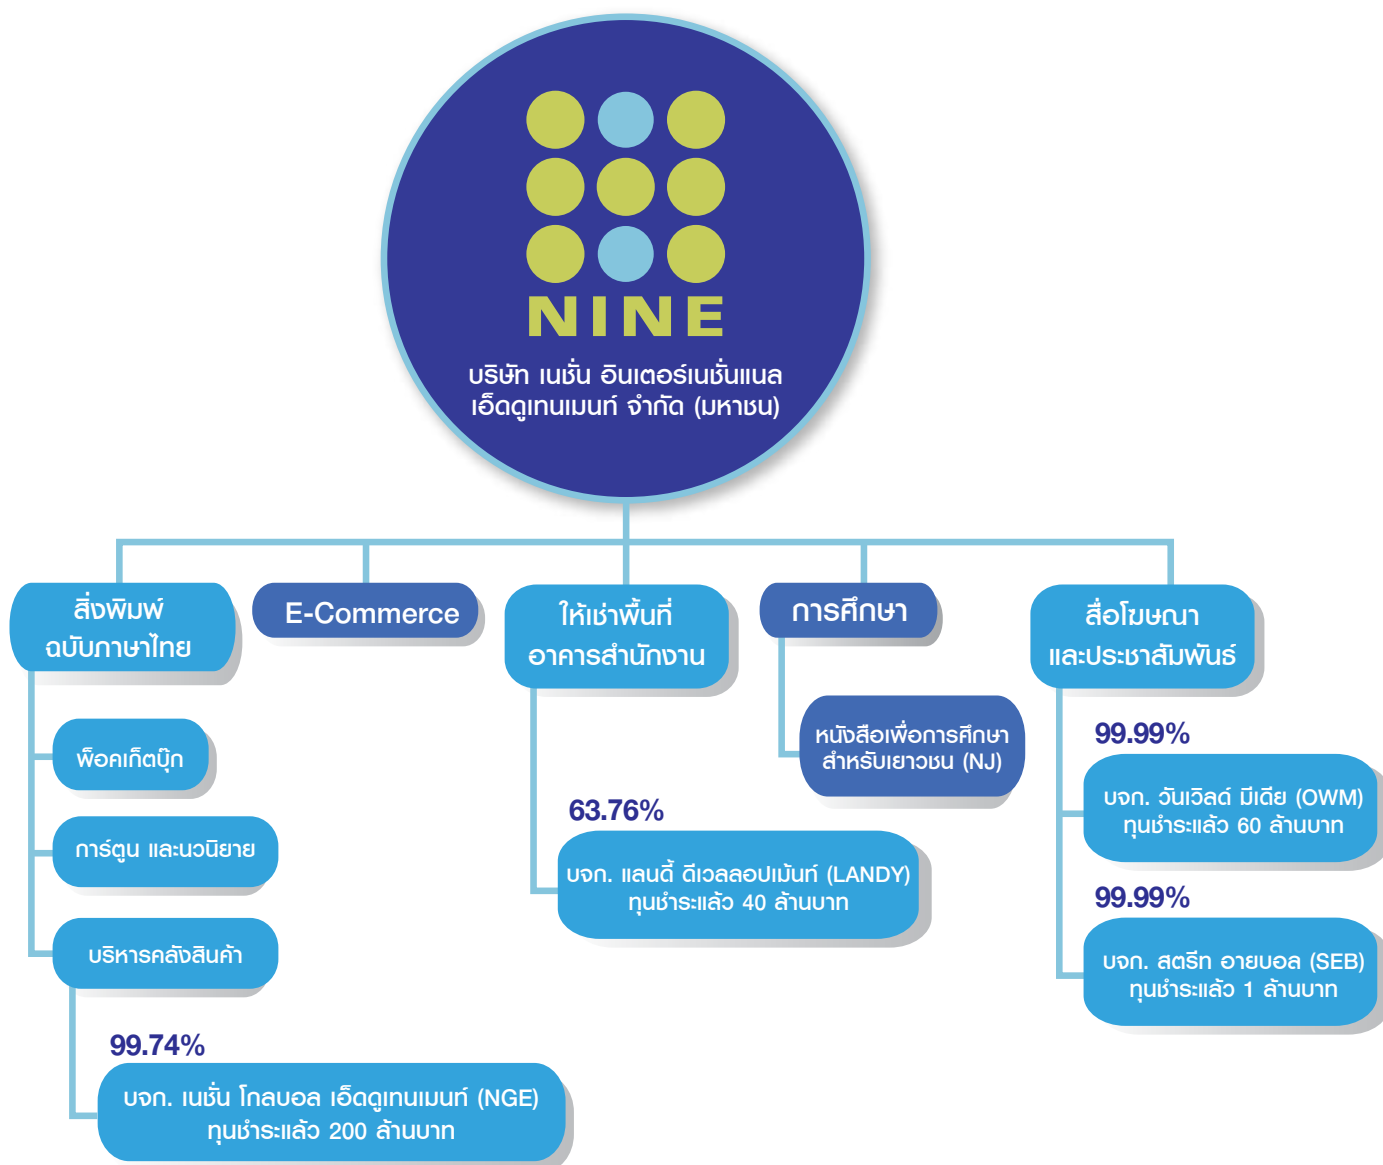 NINE
บริษัท เนชั่น อินเตอร์เนชั่นแนล
เอ็ดดูเทนเมนท์ จำกัด (มหาชน)
สิ่งพิมพ์
ฉบับภาษาไทย
พ็อคเก็ตบุ๊ก
การ์ตูน และนวนิยาย
บริหารคลังสินค้า
99.74%
บจก. เนชั่น โกลบอล เอ็ดดูเทนเมนท์ (NGE)
ทุนชำระแล้ว 200 ล้านบาท
E-Commerce
ให้เช่าพื้นที่
อาคารสำนักงาน
63.76%
บจก. แลนดี้ ดีเวลลอปเม้นท์ (LANDY)
ทุนชำระแล้ว 40 ล้านบาท
การศึกษา
หนังสือเพื่อการศึกษา
สำหรับเยาวชน (NJ)
สื่อโฆษณา
และประชาสัมพันธ์
99.99%
บจก. วันเวิลด์ มีเดีย (OWM)
ทุนชำระแล้ว 60 ล้านบาท
99.99%
บจก. สตรีท อายบอล (SEB)
ทุนชำระแล้ว 1 ล้านบาท